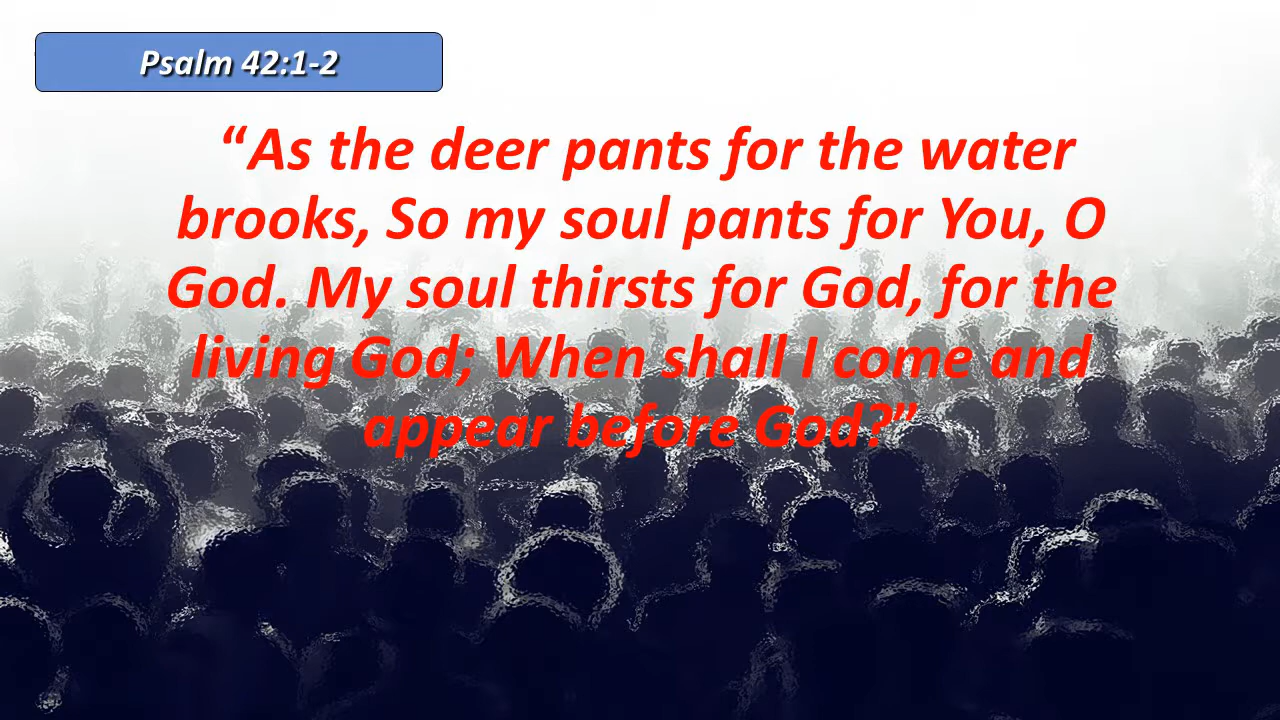 Psalm 42:1-2
“As the deer pants for the water
brooks, So my soul pants for You, O
God. My soul thirsts for God, for the
living God; When shall I come and
appear before God?”